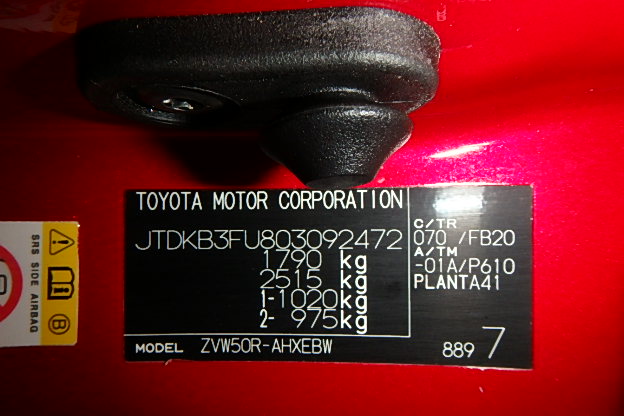 TOYOTA MOTOR CORPORATION
JTDKB3FU803092472
1790 kg
2515 kg
1-1020kg
2- 975kg
C/TR
070 /FB20
A/TM
-01A/P610
PLANTA41
MODEL ZVW50R-AHXEBW
889 7
SRS SIDE AIRBAG
B